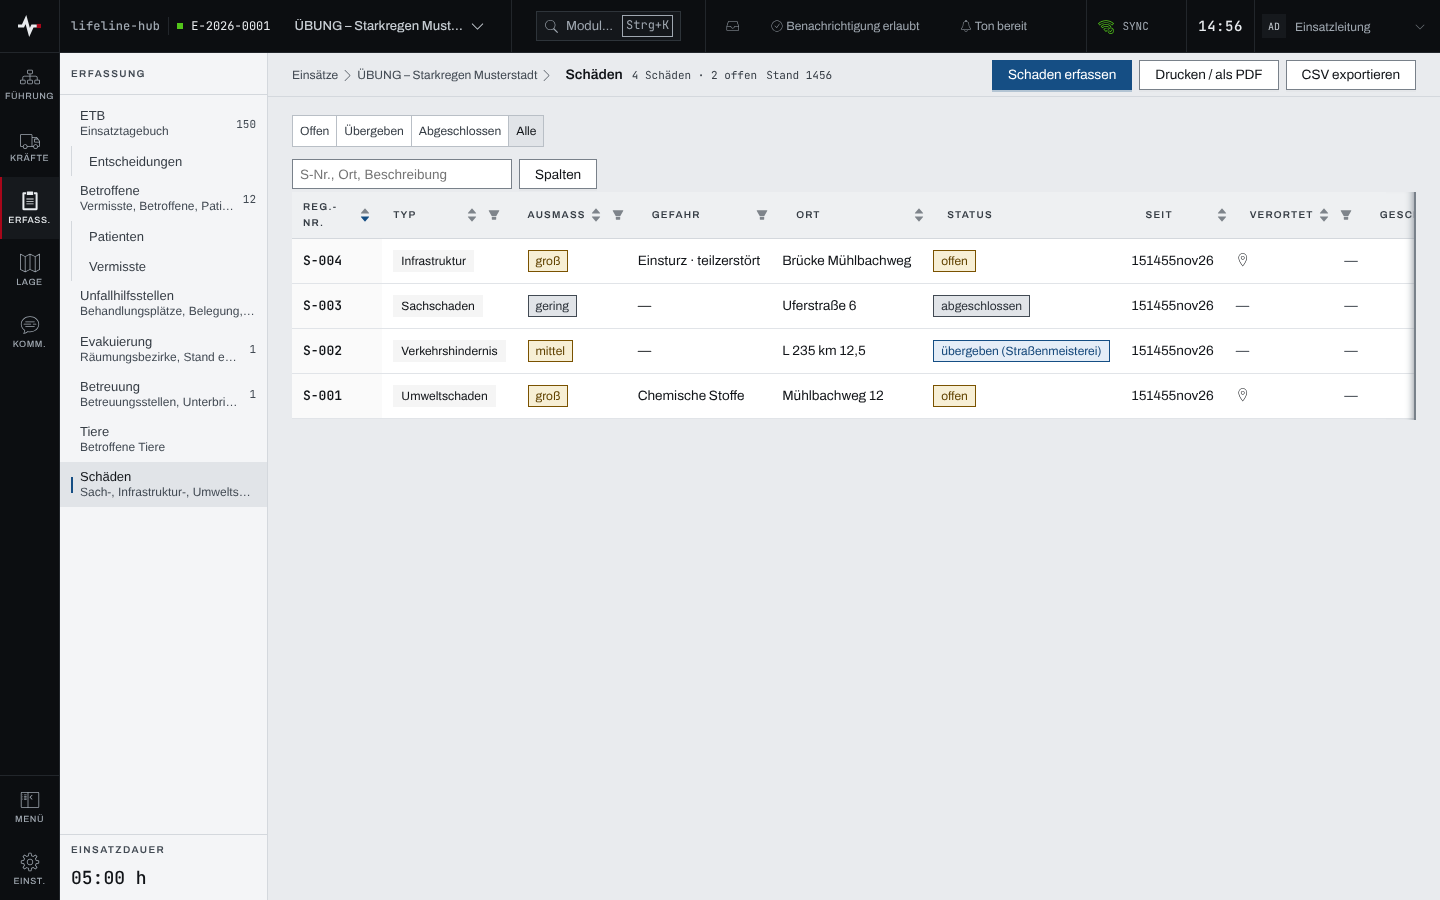 lifeline-hub
E-2026-0001
ÜBUNG – Starkregen Must…
Modul…
Strg+K
Benachrichtigung erlaubt
Ton bereit
SYNC
14:56
AD
Einsatzleitung
FÜHRUNG
KRÄFTE
ERFASS.
LAGE
KOMM.
MENÜ
EINST.
ERFASSUNG
ETB
Einsatztagebuch
150
Entscheidungen
Betroffene
Vermisste, Betroffene, Pati…
12
Patienten
Vermisste
Unfallhilfsstellen
Behandlungsplätze, Belegung,…
Evakuierung
Räumungsbezirke, Stand e…
1
Betreuung
Betreuungsstellen, Unterbri…
1
Tiere
Betroffene Tiere
Schäden
Sach-, Infrastruktur-, Umwelts…
EINSATZDAUER
05:00 h
Einsätze
ÜBUNG – Starkregen Musterstadt
Schäden
4 Schäden · 2 offen Stand 1456
Schaden erfassen
Drucken / als PDF
CSV exportieren
Offen Übergeben Abgeschlossen Alle
S-Nr., Ort, Beschreibung
Spalten
REG.-
NR.
TYP AUSMASS GEFAHR ORT STATUS SEIT VERORTET GESC
S-004 Infrastruktur groß Einsturz · teilzerstört Brücke Mühlbachweg offen 151455nov26 —
S-003 Sachschaden gering — Uferstraße 6 abgeschlossen 151455nov26 — —
S-002 Verkehrshindernis mittel — L 235 km 12,5 übergeben (Straßenmeisterei) 151455nov26 — —
S-001 Umweltschaden groß Chemische Stoffe Mühlbachweg 12 offen 151455nov26 —